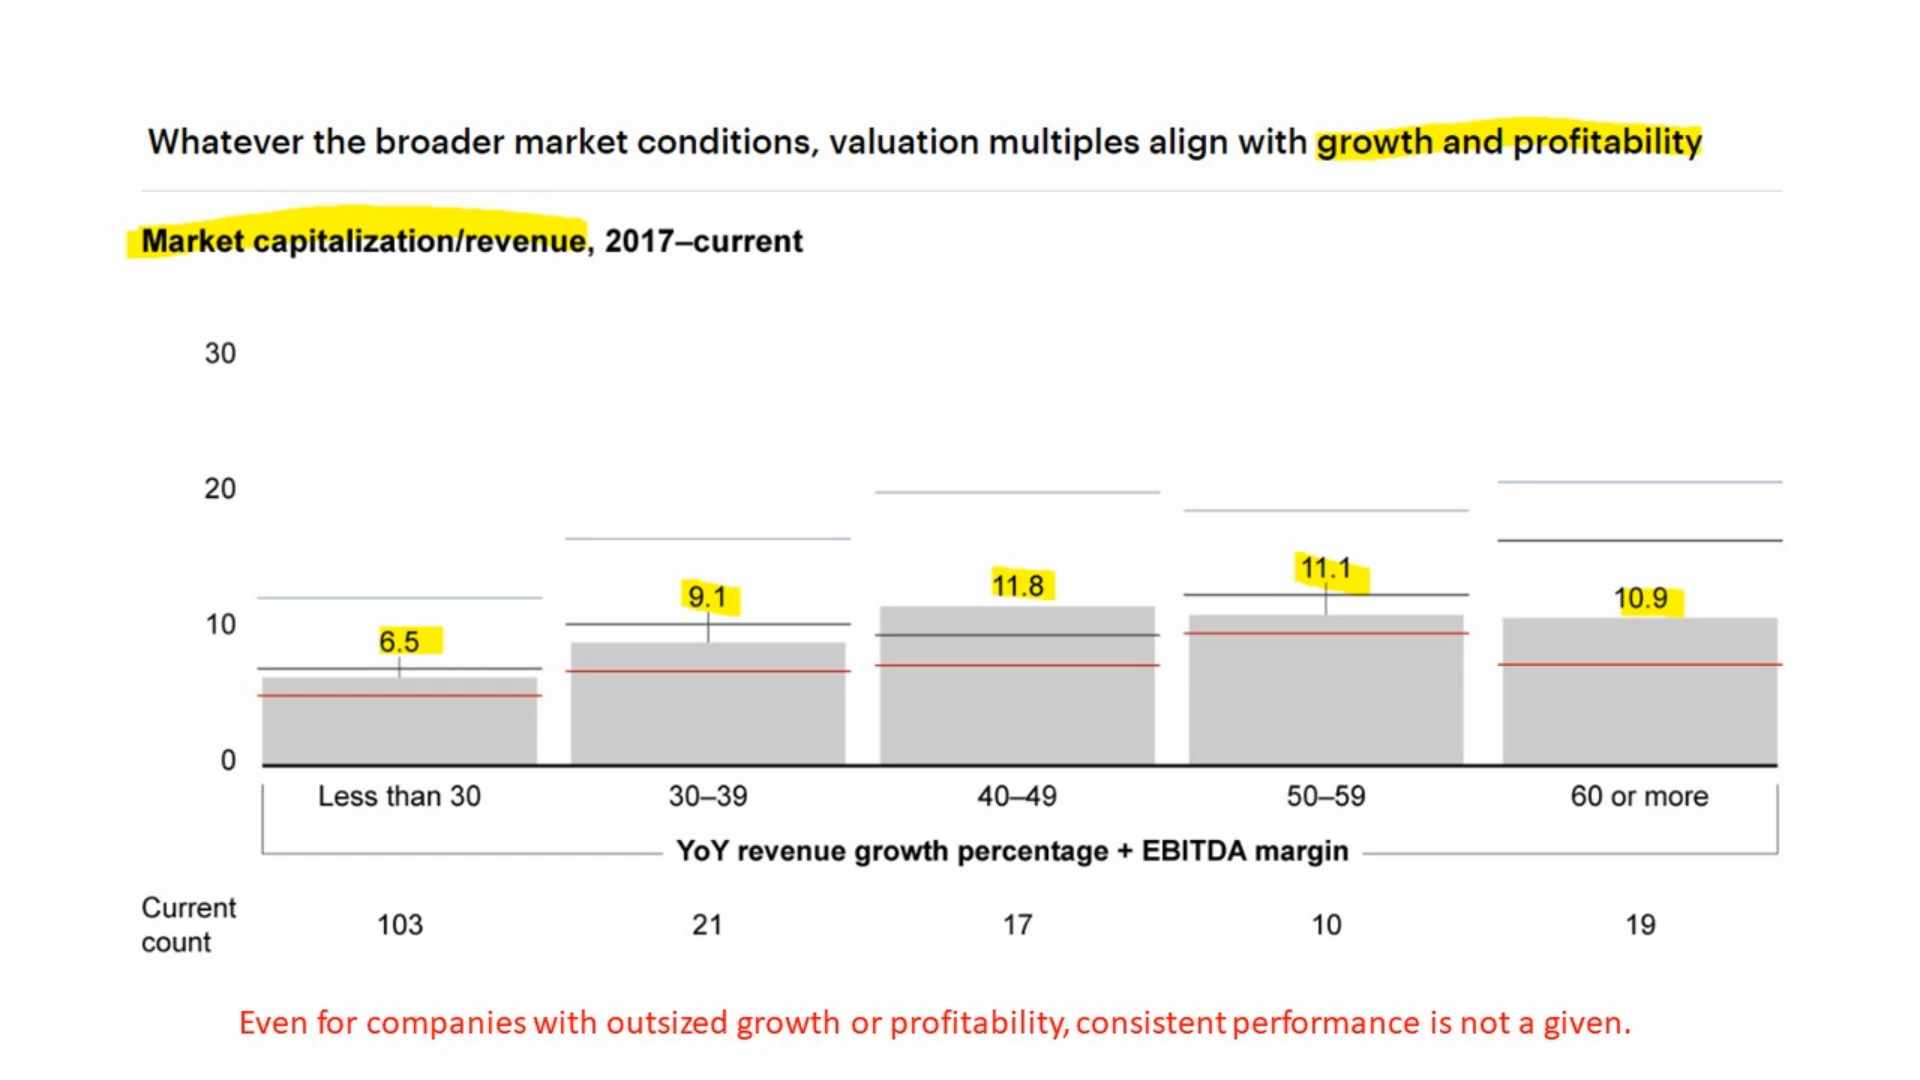 Whatever the broader market conditions, valuation multiples align with growth and profitability
Market capitalization/revenue, 2017–current
30
20
10
0
6.5
9.1
11.8
11.1
10.9
Less than 30
30–39
40–49
50–59
60 or more
YoY revenue growth percentage + EBITDA margin
Current
count
103
21
17
10
19
Even for companies with outsized growth or profitability, consistent performance is not a given.